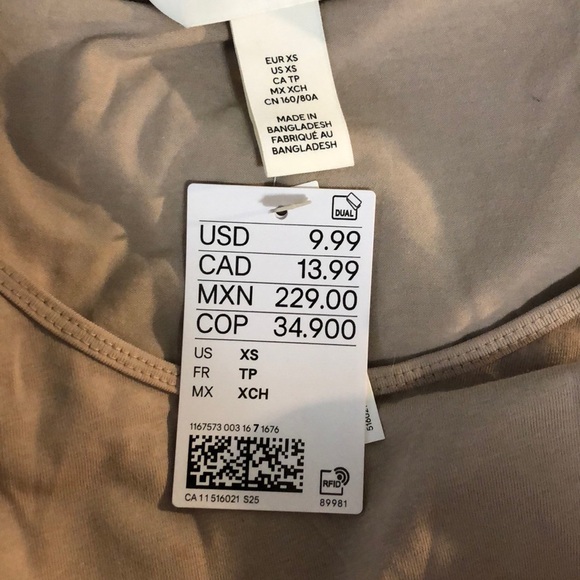 EUR XS
US XS
CA TP
MX XCH
CN 160/80A
MADE IN
BANGLADESH
FABRIQUÉ AU
BANGLADESH
DUAL
USD 9.99
CAD 13.99
MXN 229.00
COP 34.900
US XS
FR TP
MX XCH
1167573 003 16 7 1676
RFID
CA 11 516021 S25
89981